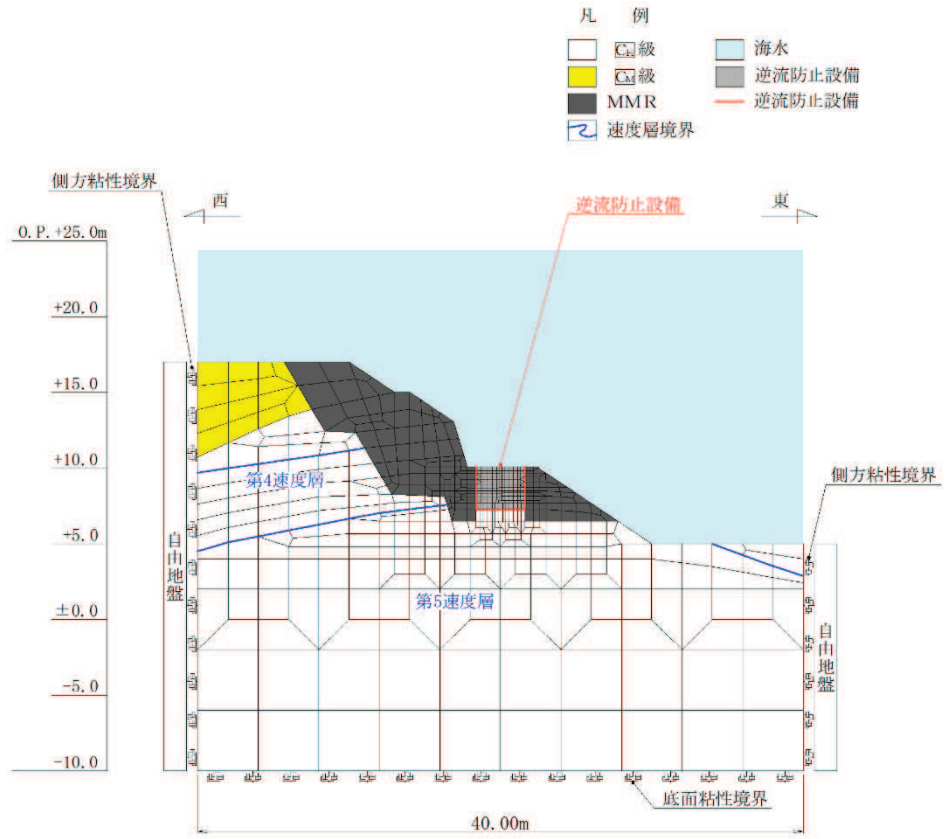 凡 例
C_H級
海水
C_M級
逆流防止設備
MMR
逆流防止設備
速度層境界
側方粘性境界
西
逆流防止設備
東
O.P.+25.0m
+20.0
+15.0
+10.0
側方粘性境界
第4速度層
+5.0
自由地盤
第5速度層
±0.0
自由地盤
-5.0
-10.0
底面粘性境界
40.00m